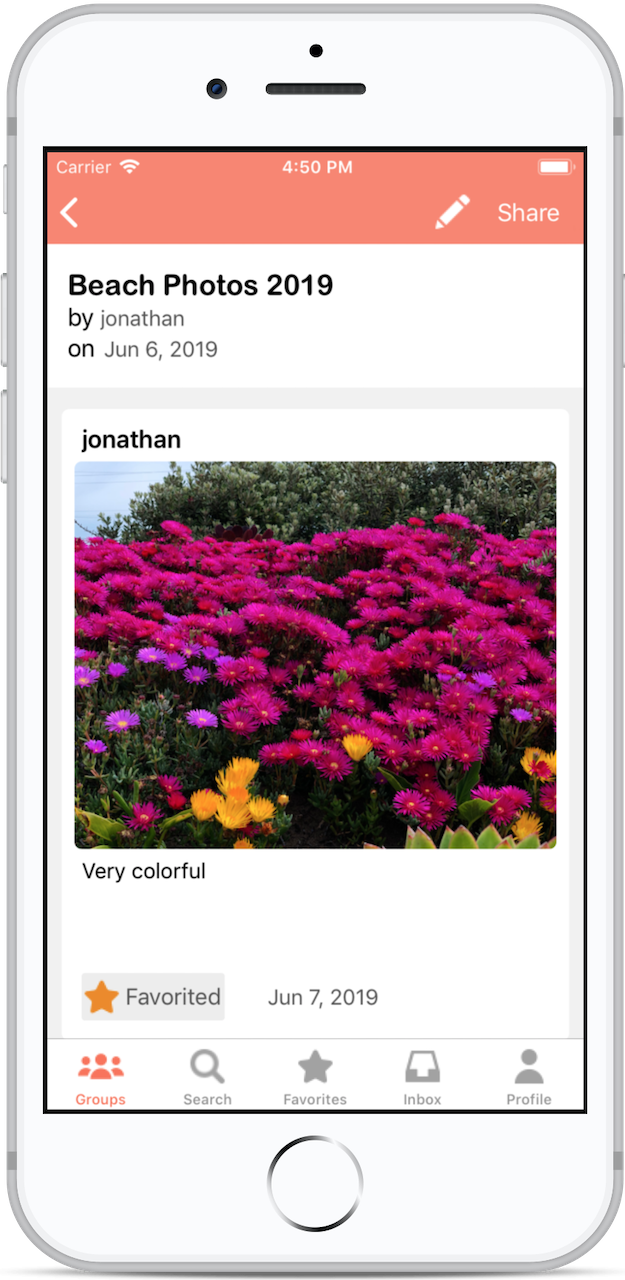 Carrier 4:50 PM
Share
Beach Photos 2019
by jonathan
on Jun 6, 2019
jonathan
Very colorful
Favorited Jun 7, 2019
Groups Search Favorites Inbox Profile